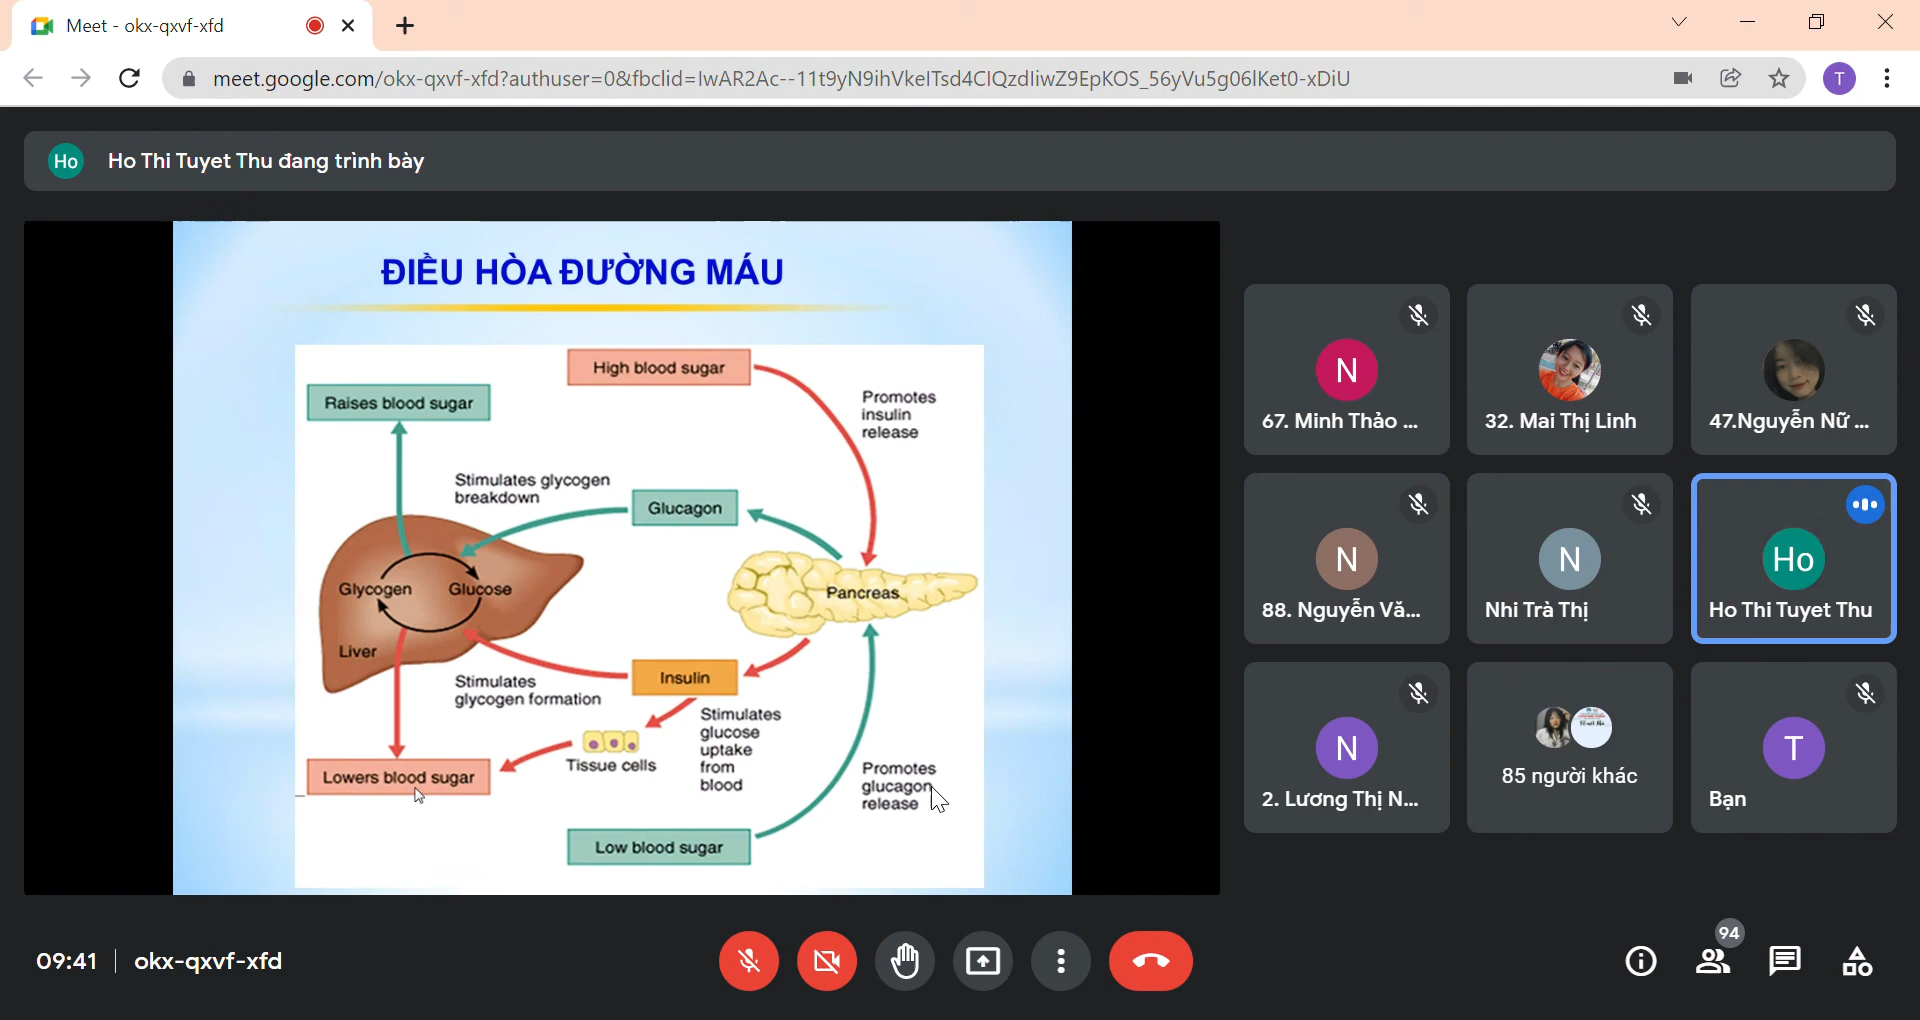 Meet - okx-qxvf-xfd
meet.google.com/okx-qxvf-xfd?authuser=0&fbclid=IwAR2Ac--11t9yN9ihVkeITsd4CIQzdIiwZ9EpKOS_56yVu5g06lKet0-xDiU
T
Ho
Ho Thi Tuyet Thu đang trình bày
ĐIỀU HÒA ĐƯỜNG MÁU
High blood sugar
Raises blood sugar
Promotes
insulin
release
Stimulates glycogen
breakdown
Glucagon
Glycogen
Glucose
Pancreas
Liver
Insulin
Stimulates
glycogen formation
Stimulates
glucose
uptake
from
blood
Tissue cells
Lowers blood sugar
Promotes
glucagon
release
Low blood sugar
N
67. Minh Thảo ...
32. Mai Thị Linh
47.Nguyễn Nữ ...
N
88. Nguyễn Vă...
N
Nhi Trà Thị
Ho
Ho Thi Tuyet Thu
N
2. Lương Thị N...
85 người khác
T
Bạn
09:41
okx-qxvf-xfd
94